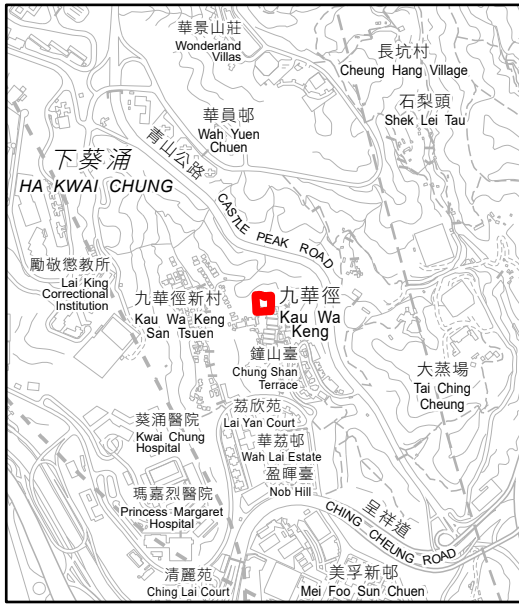 華景山莊
Wonderland
Villas
長坑村
Cheung Hang Village
石梨頭
Shek Lei Tau
華員邨
Wah Yuen
Chuen
青山公路
CASTLE PEAK ROAD
下葵涌
HA KWAI CHUNG
勵敬懲教所
Lai King
Correctional
Institution
九華徑新村
Kau Wa Keng
San Tsuen
九華徑
Kau Wa
Keng
鐘山臺
Chung Shan
Terrace
大蒸場
Tai Ching
Cheung
荔欣苑
Lai Yan Court
葵涌醫院
Kwai Chung
Hospital
華荔邨
Wah Lai Estate
盈暉臺
Nob Hill
瑪嘉烈醫院
Princess Margaret
Hospital
呈祥道
CHING CHEUNG ROAD
清麗苑
Ching Lai Court
美孚新邨
Mei Foo Sun Chuen